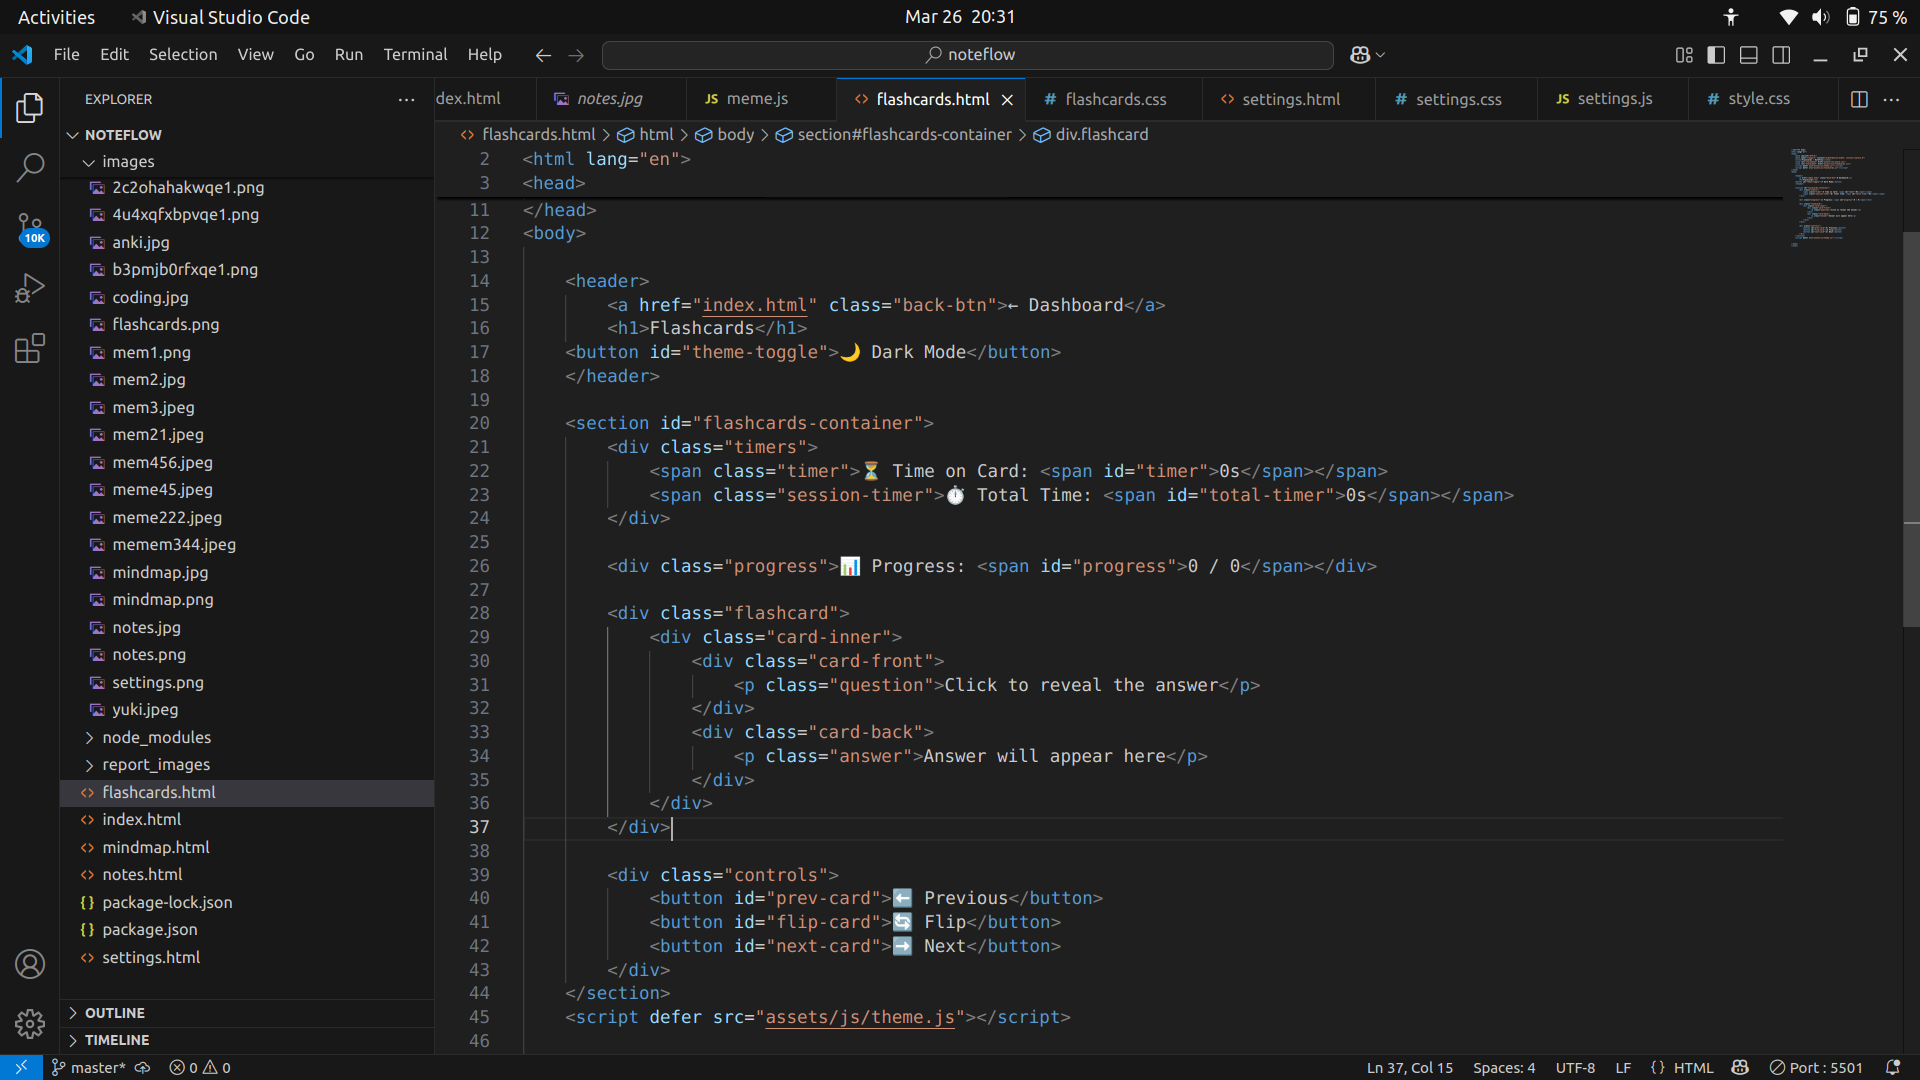 Activities Visual Studio Code Mar 26 20:31 75 %
File Edit Selection View Go Run Terminal Help noteflow
EXPLORER
NOTEFLOW
images
2c2ohahakwqe1.png
4u4xqfxbpvqe1.png
anki.jpg
b3pmjb0rfxqe1.png
coding.jpg
flashcards.png
mem1.png
mem2.jpg
mem3.jpeg
mem21.jpeg
mem456.jpeg
meme45.jpeg
meme222.jpeg
memem344.jpeg
mindmap.jpg
mindmap.png
notes.jpg
notes.png
settings.png
yuki.jpeg
node_modules
report_images
flashcards.html
index.html
mindmap.html
notes.html
package-lock.json
package.json
settings.html
OUTLINE
TIMELINE
10K
dex.html notes.jpg JS meme.js flashcards.html # flashcards.css settings.html # settings.css JS settings.js # style.css
flashcards.html > html > body > section#flashcards-container > div.flashcard
2 <html lang="en">
3 <head>
11 </head>
12 <body>
13
14 <header>
15 <a href="index.html" class="back-btn">← Dashboard</a>
16 <h1>Flashcards</h1>
17 <button id="theme-toggle">🌙 Dark Mode</button>
18 </header>
19
20 <section id="flashcards-container">
21 <div class="timers">
22 <span class="timer">⏳ Time on Card: <span id="timer">0s</span></span>
23 <span class="session-timer">⏱️ Total Time: <span id="total-timer">0s</span></span>
24 </div>
25
26 <div class="progress">📊 Progress: <span id="progress">0 / 0</span></div>
27
28 <div class="flashcard">
29 <div class="card-inner">
30 <div class="card-front">
31 <p class="question">Click to reveal the answer</p>
32 </div>
33 <div class="card-back">
34 <p class="answer">Answer will appear here</p>
35 </div>
36 </div>
37 </div>
38
39 <div class="controls">
40 <button id="prev-card">⬅️ Previous</button>
41 <button id="flip-card">🔄 Flip</button>
42 <button id="next-card">➡️ Next</button>
43 </div>
44 </section>
45 <script defer src="assets/js/theme.js"></script>
46
master* 0 0 Ln 37, Col 15 Spaces: 4 UTF-8 LF {} HTML Port : 5501